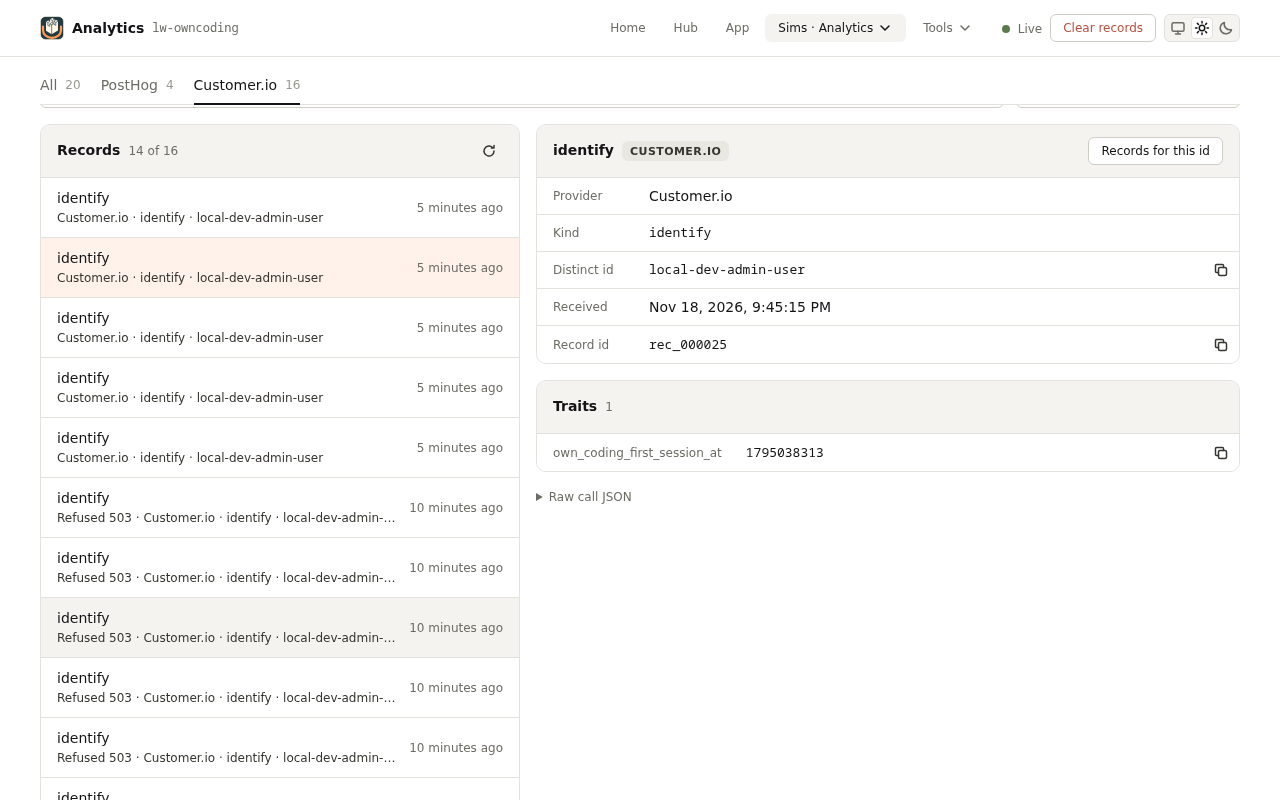 Analytics lw-owncoding
Home Hub App Sims · Analytics Tools Live Clear records
All 20 PostHog 4 Customer.io 16
Records 14 of 16
identify
Customer.io · identify · local-dev-admin-user 5 minutes ago
identify
Customer.io · identify · local-dev-admin-user 5 minutes ago
identify
Customer.io · identify · local-dev-admin-user 5 minutes ago
identify
Customer.io · identify · local-dev-admin-user 5 minutes ago
identify
Customer.io · identify · local-dev-admin-user 5 minutes ago
identify
Refused 503 · Customer.io · identify · local-dev-admin-… 10 minutes ago
identify
Refused 503 · Customer.io · identify · local-dev-admin-… 10 minutes ago
identify
Refused 503 · Customer.io · identify · local-dev-admin-… 10 minutes ago
identify
Refused 503 · Customer.io · identify · local-dev-admin-… 10 minutes ago
identify
Refused 503 · Customer.io · identify · local-dev-admin-… 10 minutes ago
identify
identify CUSTOMER.IO Records for this id
Provider Customer.io
Kind identify
Distinct id local-dev-admin-user
Received Nov 18, 2026, 9:45:15 PM
Record id rec_000025
Traits 1
own_coding_first_session_at 1795038313
Raw call JSON